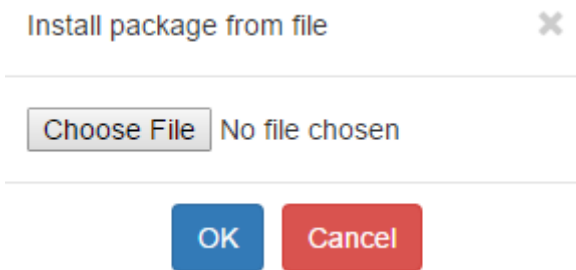 Install package from file
Choose File No file chosen
OK Cancel